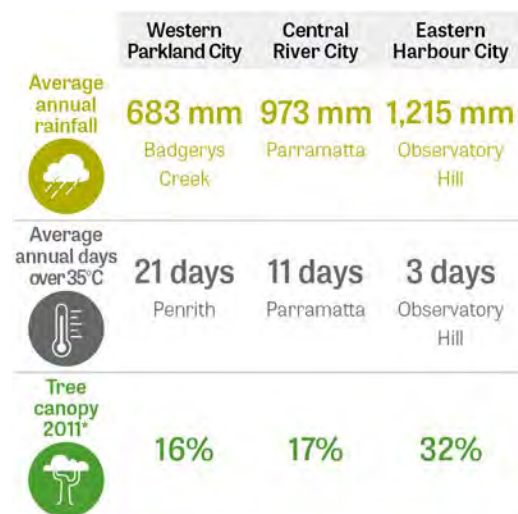 Western Parkland City
Central River City
Eastern Harbour City
Average annual rainfall
683 mm
Badgerys Creek
973 mm
Parramatta
1,215 mm
Observatory Hill
Average annual days over 35°C
21 days
Penrith
11 days
Parramatta
3 days
Observatory Hill
Tree canopy 2011*
16%
17%
32%